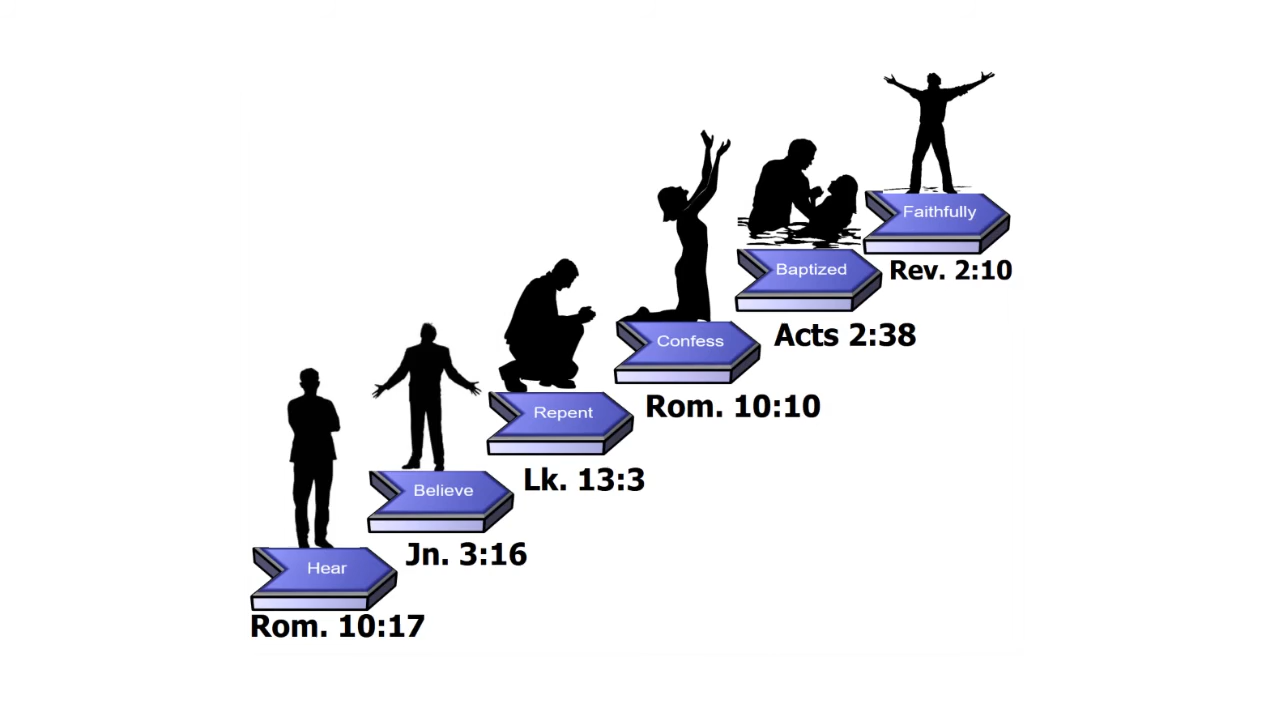 Faithfully
Rev. 2:10
Baptized
Acts 2:38
Confess
Rom. 10:10
Repent
Lk. 13:3
Believe
Jn. 3:16
Hear
Rom. 10:17